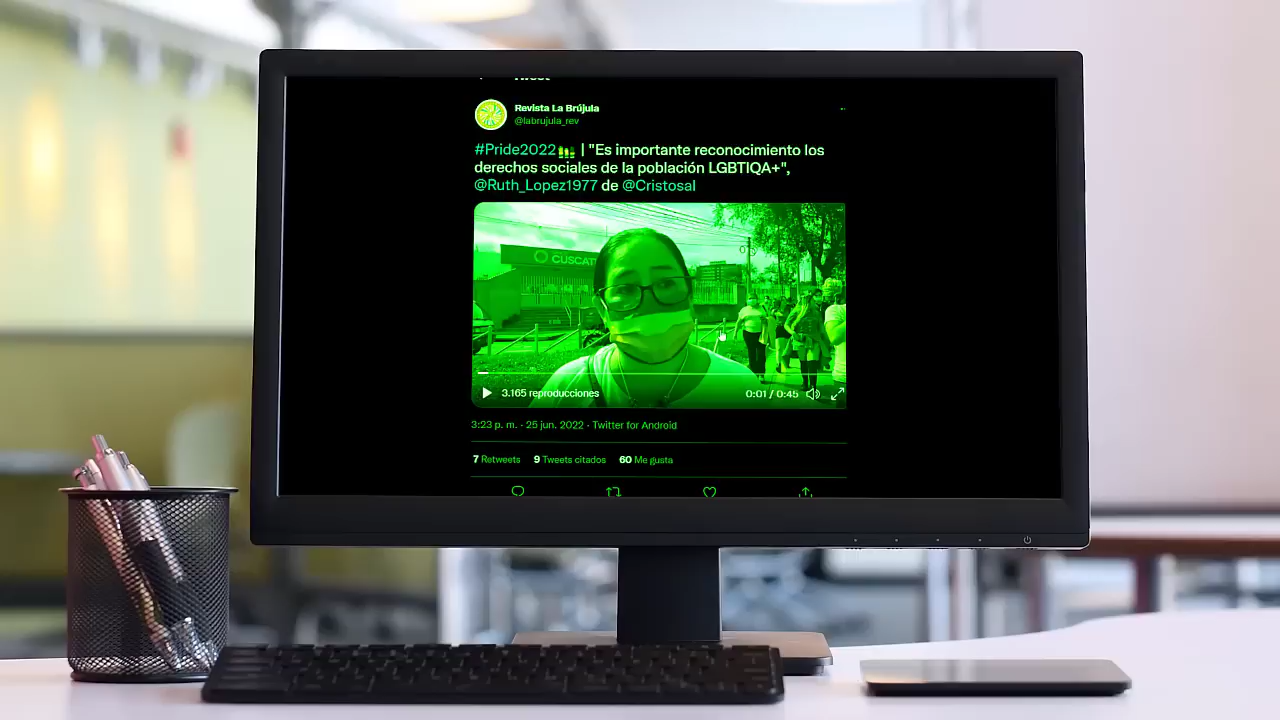 Tweet
Revista La Brújula
@labrujula_rev
#Pride2022 | "Es importante reconocimiento los
derechos sociales de la población LGBTIQA+",
@Ruth_Lopez1977 de @Cristosal
CUSCAT
3.165 reproducciones
0:01 / 0:45
3:23 p. m. · 25 jun. 2022 · Twitter for Android
7 Retweets 9 Tweets citados 60 Me gusta